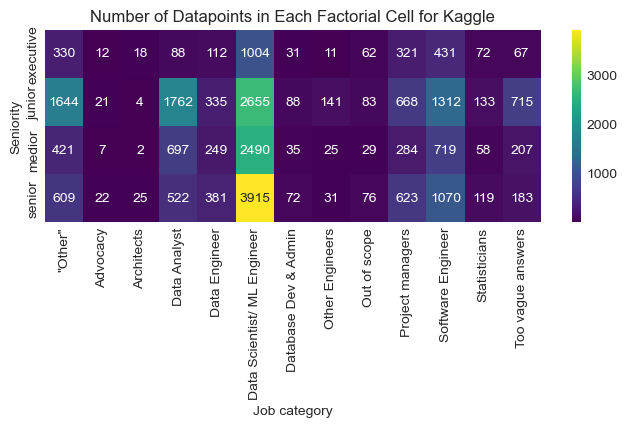 Number of Datapoints in Each Factorial Cell for Kaggle
Seniority
executive 330 12 18 88 112 1004 31 11 62 321 431 72 67
junior 1644 21 4 1762 335 2655 88 141 83 668 1312 133 715
medior 421 7 2 697 249 2490 35 25 29 284 719 58 207
senior 609 22 25 522 381 3915 72 31 76 623 1070 119 183
"Other"
Advocacy
Architects
Data Analyst
Data Engineer
Data Scientist/ ML Engineer
Database Dev & Admin
Other Engineers
Out of scope
Project managers
Software Engineer
Statisticians
Too vague answers
Job category
3000
2000
1000